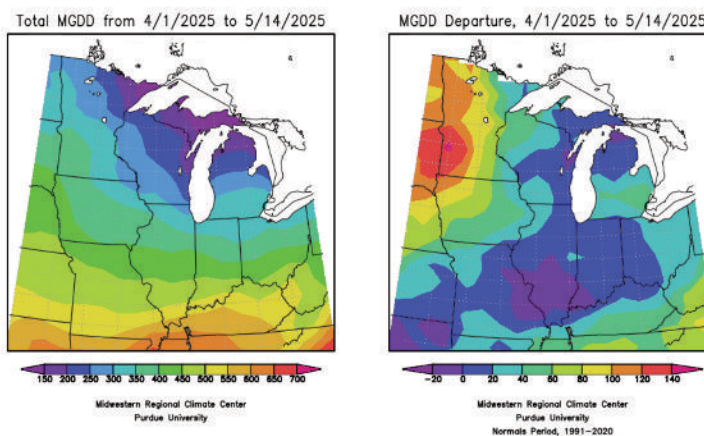 Total MGDD from 4/1/2025 to 5/14/2025
150 200 250 300 350 400 450 500 550 600 650 700
Midwestern Regional Climate Center
Purdue University
MGDD Departure, 4/1/2025 to 5/14/2025
−20 0 20 40 60 80 100 120 140
Midwestern Regional Climate Center
Purdue University
Normals Period, 1991−2020